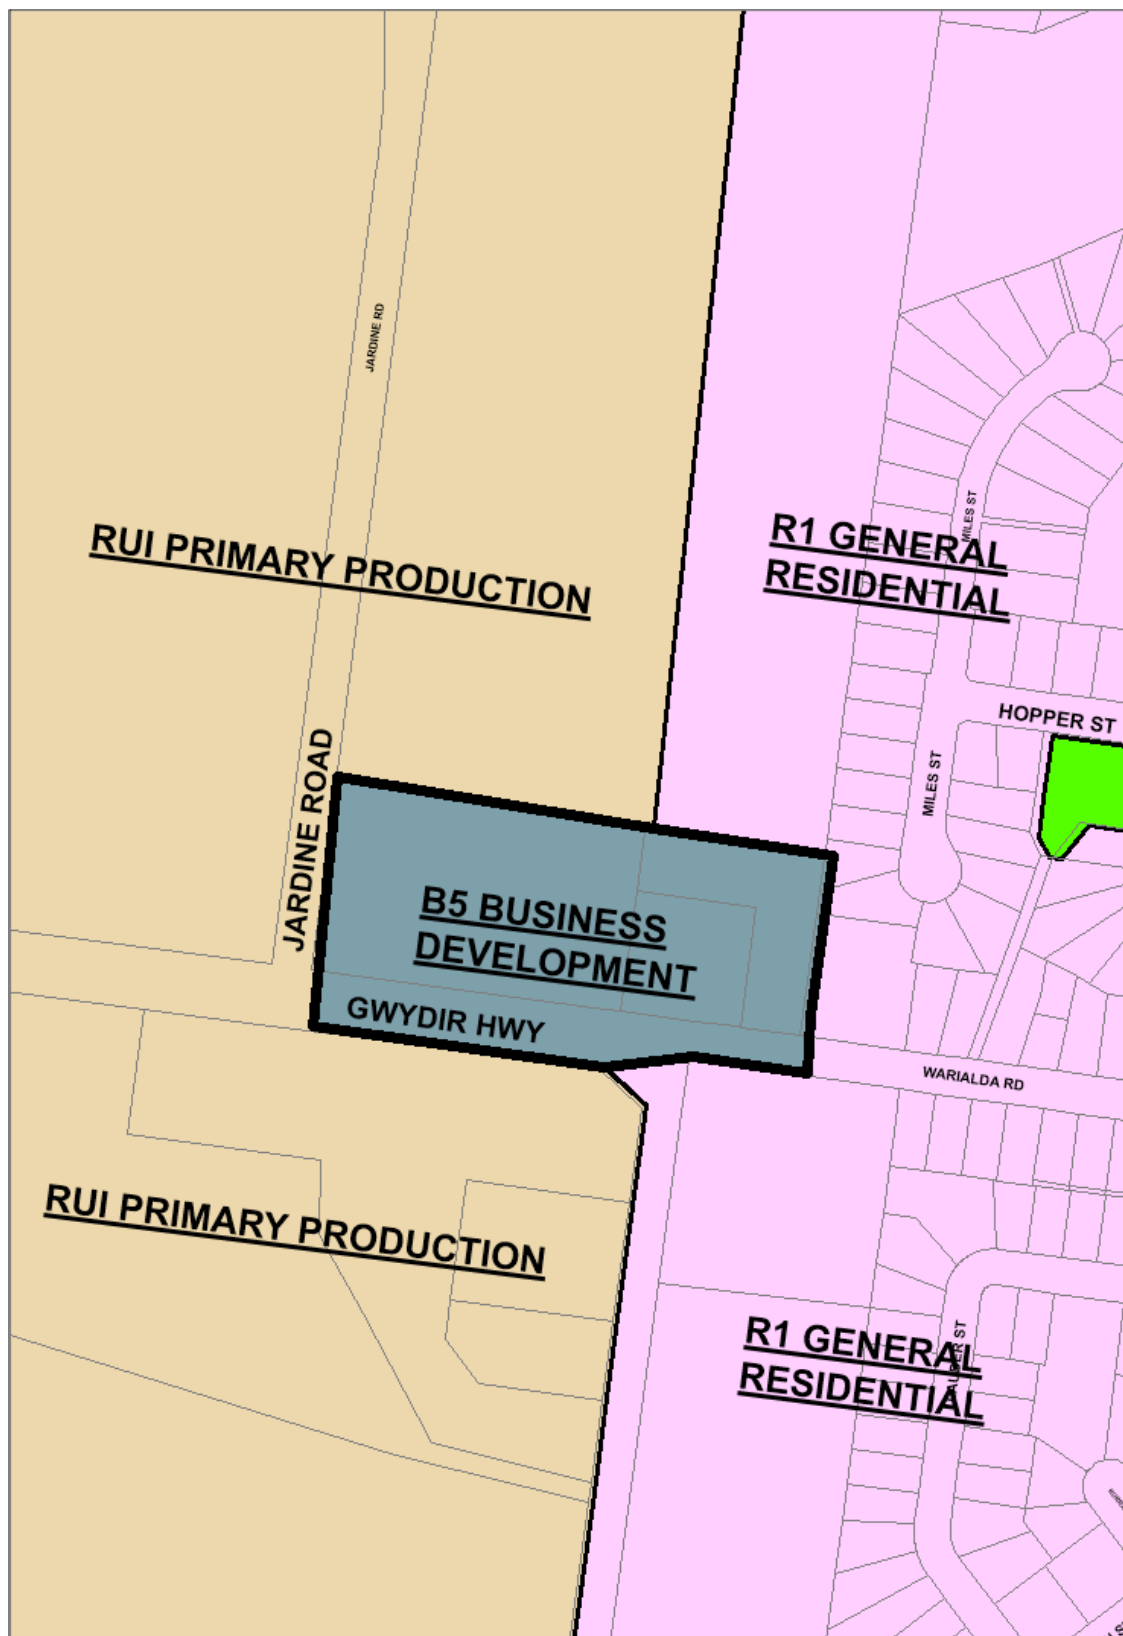 JARDINE RD
RUI PRIMARY PRODUCTION
R1 GENERAL
RESIDENTIAL
MILES ST
HOPPER ST
JARDINE ROAD
MILES ST
B5 BUSINESS
DEVELOPMENT
GWYDIR HWY
WARIALDA RD
RUI PRIMARY PRODUCTION
R1 GENERAL
RESIDENTIAL
ST